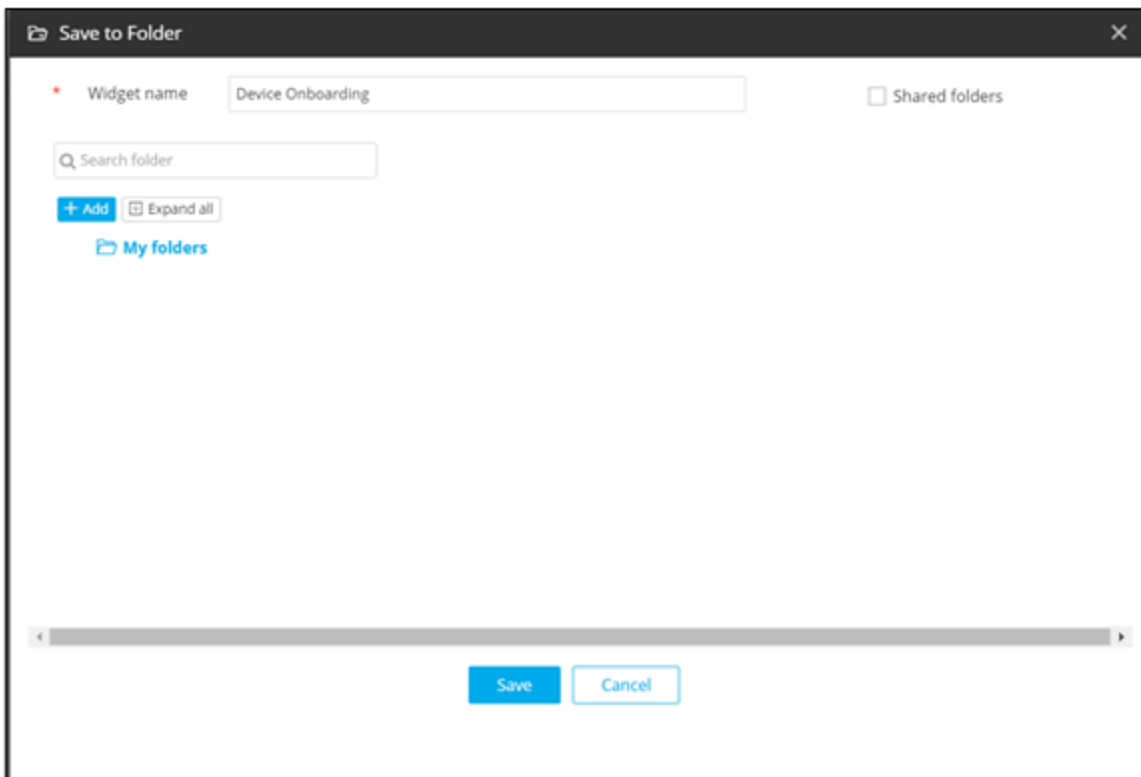 Save to Folder
* Widget name Device Onboarding Shared folders
Search folder
+ Add Expand all
My folders
Save Cancel